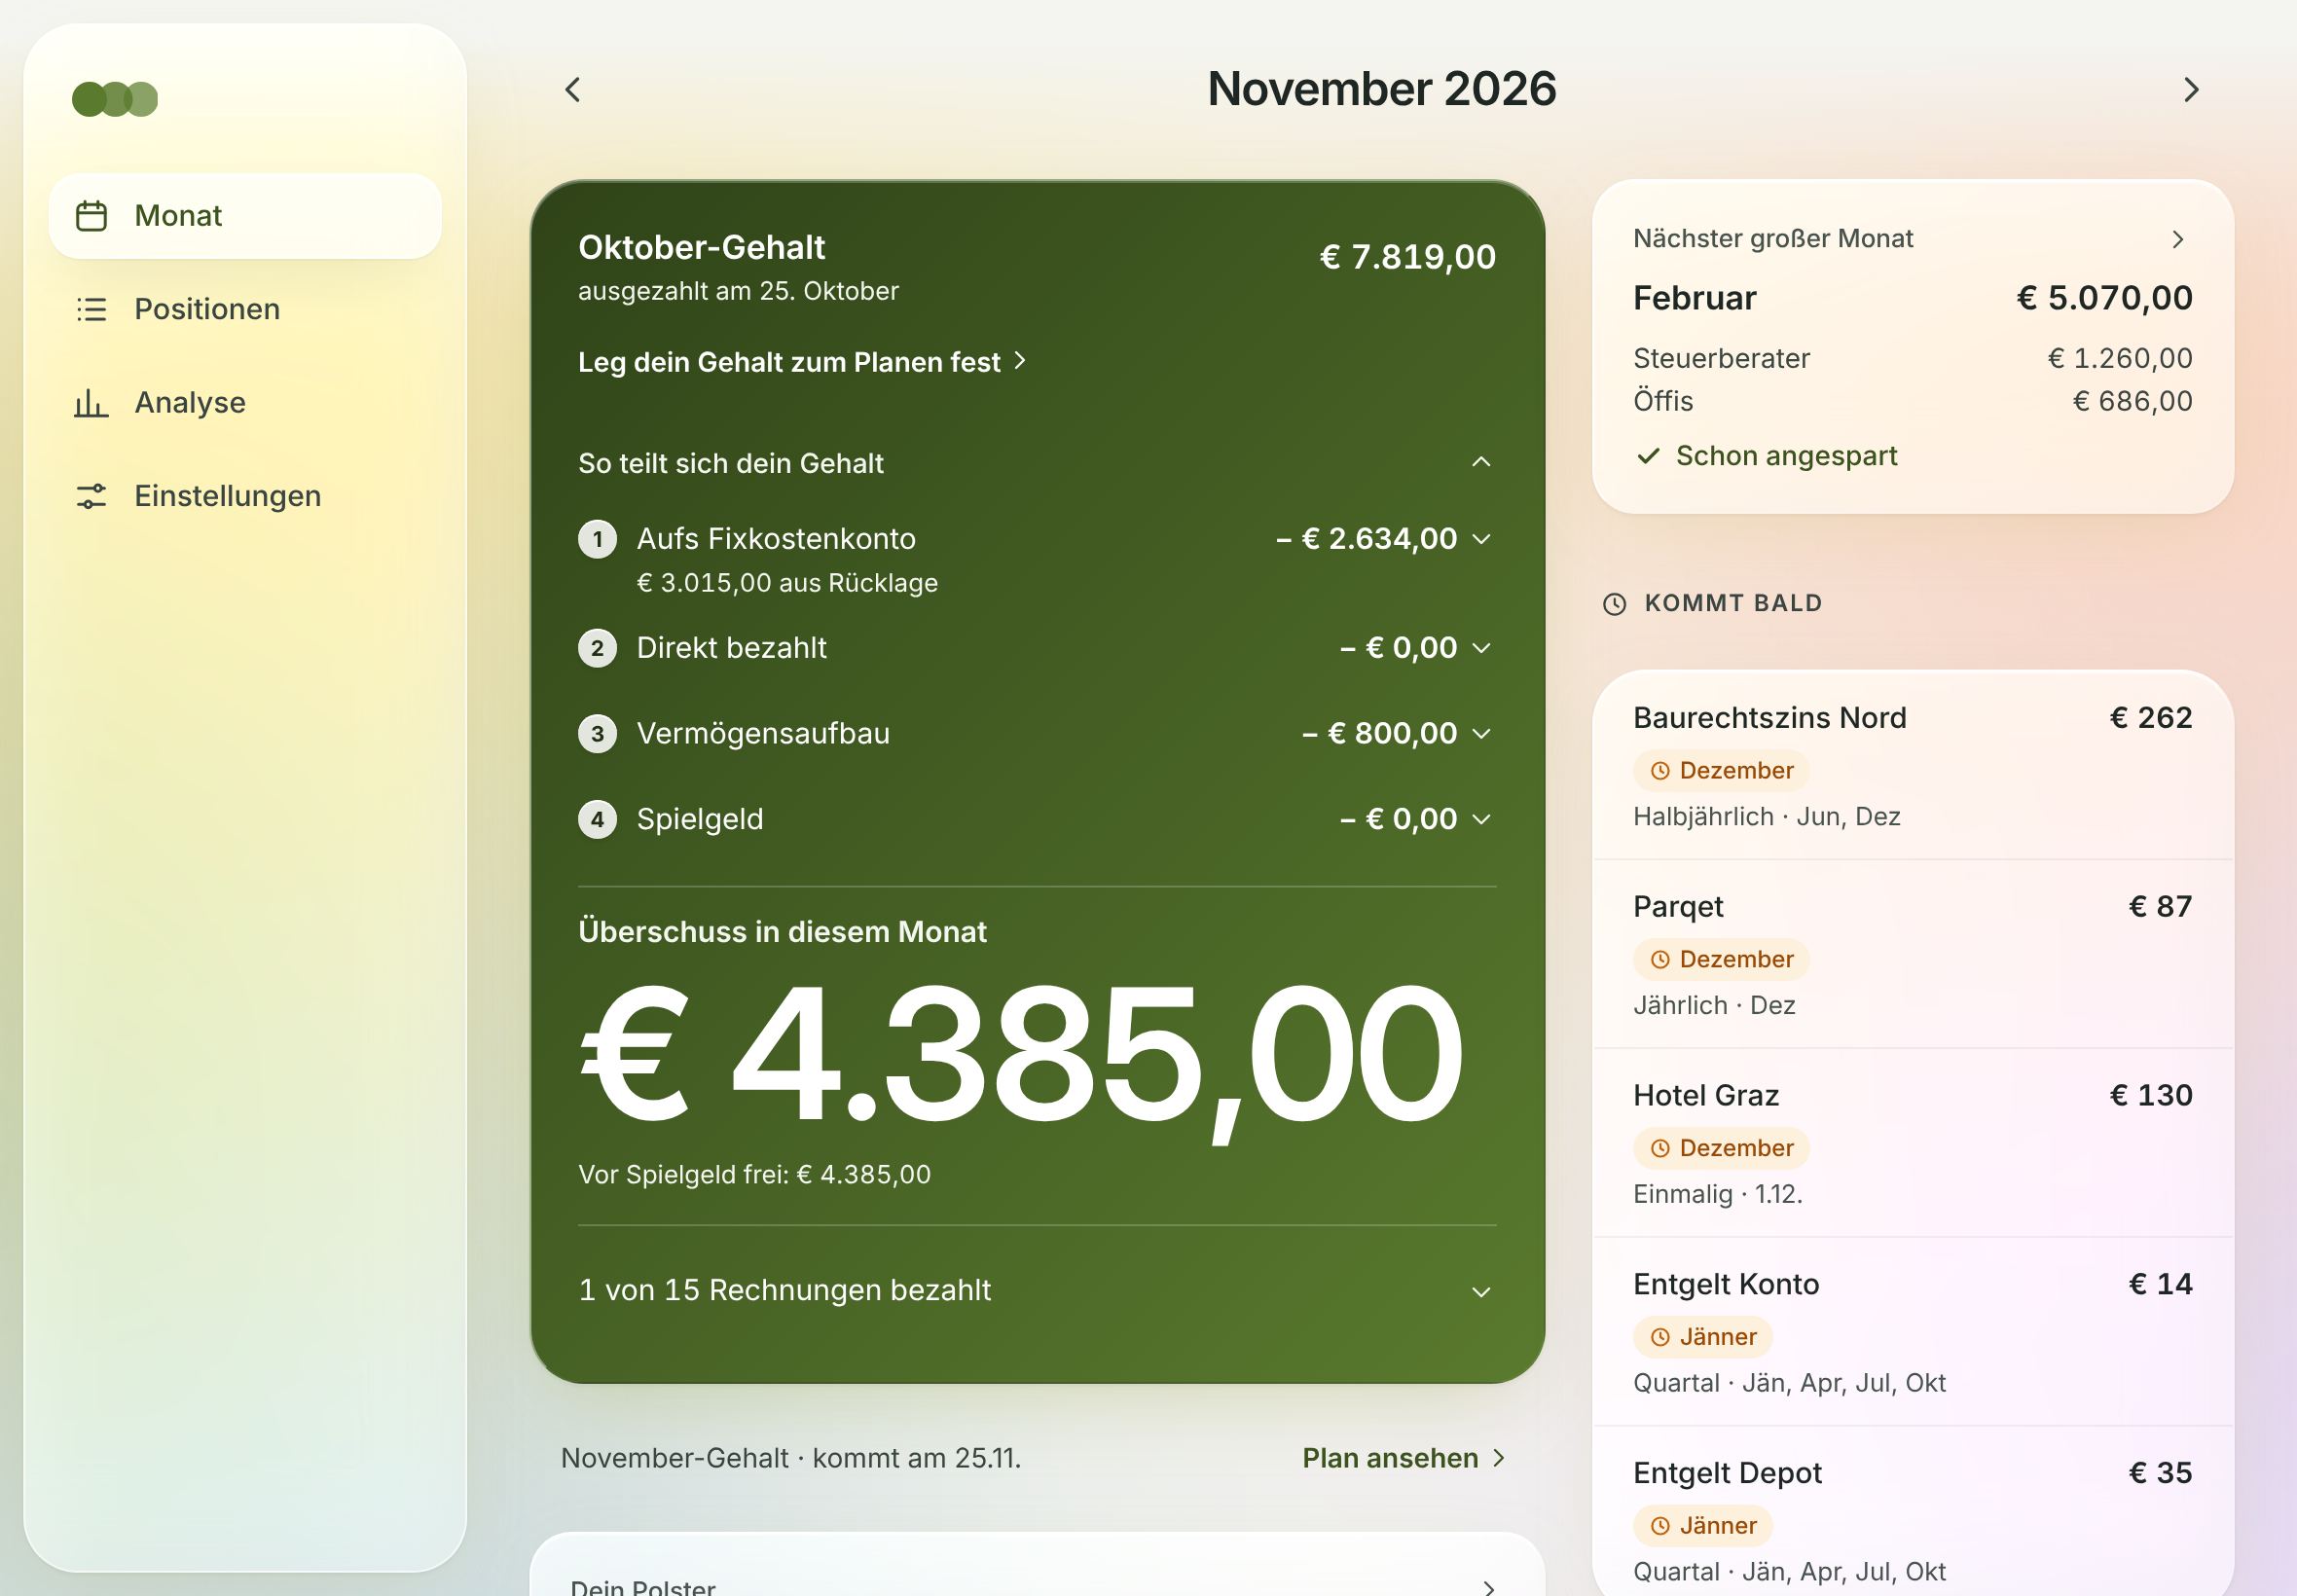 November 2026
Monat
Positionen
Analyse
Einstellungen
Oktober-Gehalt
€ 7.819,00
ausgezahlt am 25. Oktober
Leg dein Gehalt zum Planen fest
So teilt sich dein Gehalt
1 Aufs Fixkostenkonto – € 2.634,00
€ 3.015,00 aus Rücklage
2 Direkt bezahlt – € 0,00
3 Vermögensaufbau – € 800,00
4 Spielgeld – € 0,00
Überschuss in diesem Monat
€ 4.385,00
Vor Spielgeld frei: € 4.385,00
1 von 15 Rechnungen bezahlt
November-Gehalt · kommt am 25.11. Plan ansehen
Dein Polster
Nächster großer Monat
Februar € 5.070,00
Steuerberater € 1.260,00
Öffis € 686,00
Schon angespart
KOMMT BALD
Baurechtszins Nord € 262
Dezember
Halbjährlich · Jun, Dez
Parqet € 87
Dezember
Jährlich · Dez
Hotel Graz € 130
Dezember
Einmalig · 1.12.
Entgelt Konto € 14
Jänner
Quartal · Jän, Apr, Jul, Okt
Entgelt Depot € 35
Jänner
Quartal · Jän, Apr, Jul, Okt